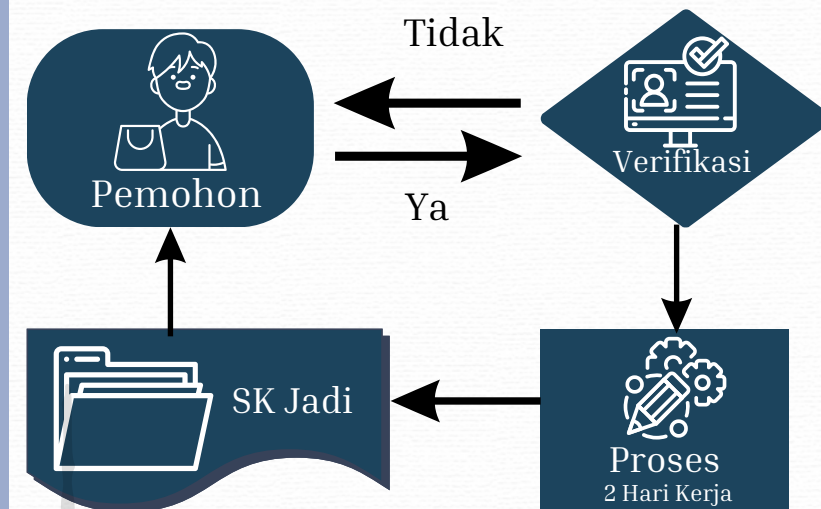 Tidak
Verifikasi
Pemohon
Ya
SK Jadi
Proses
2 Hari Kerja